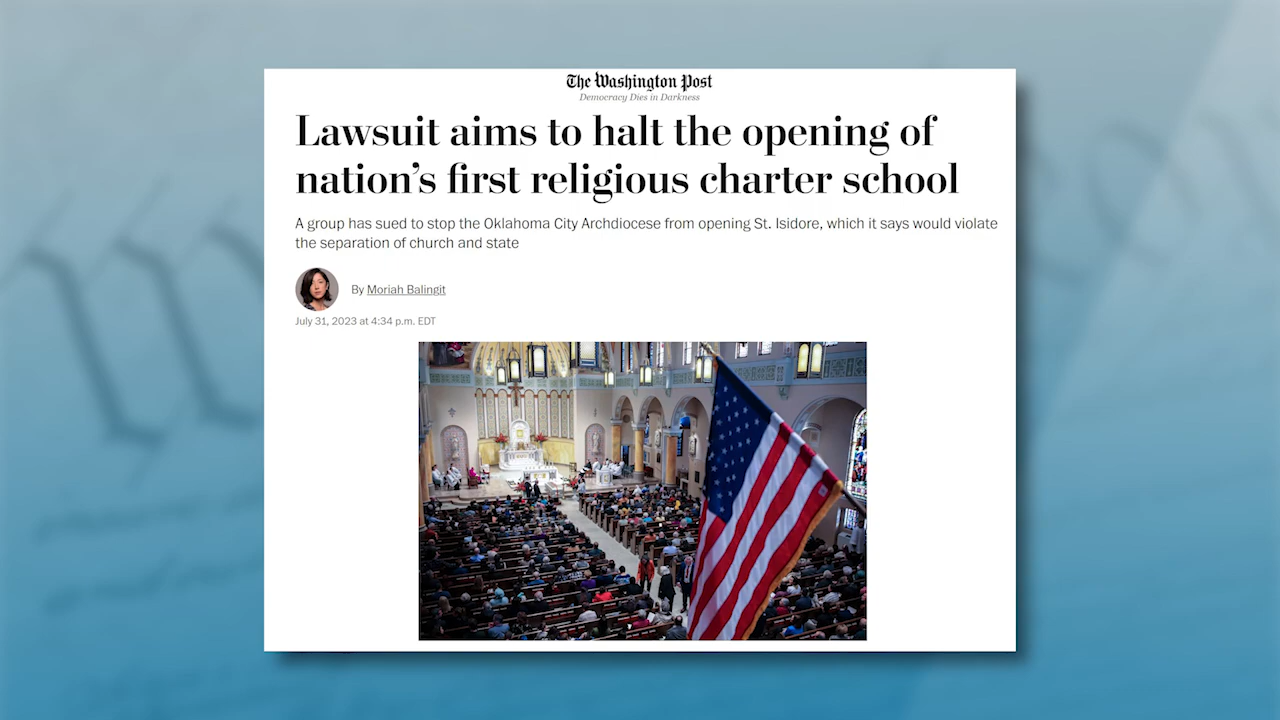 The Washington Post
Democracy Dies in Darkness
Lawsuit aims to halt the opening of
nation’s first religious charter school
A group has sued to stop the Oklahoma City Archdiocese from opening St. Isidore, which it says would violate
the separation of church and state
By Moriah Balingit
July 31, 2023 at 4:34 p.m. EDT